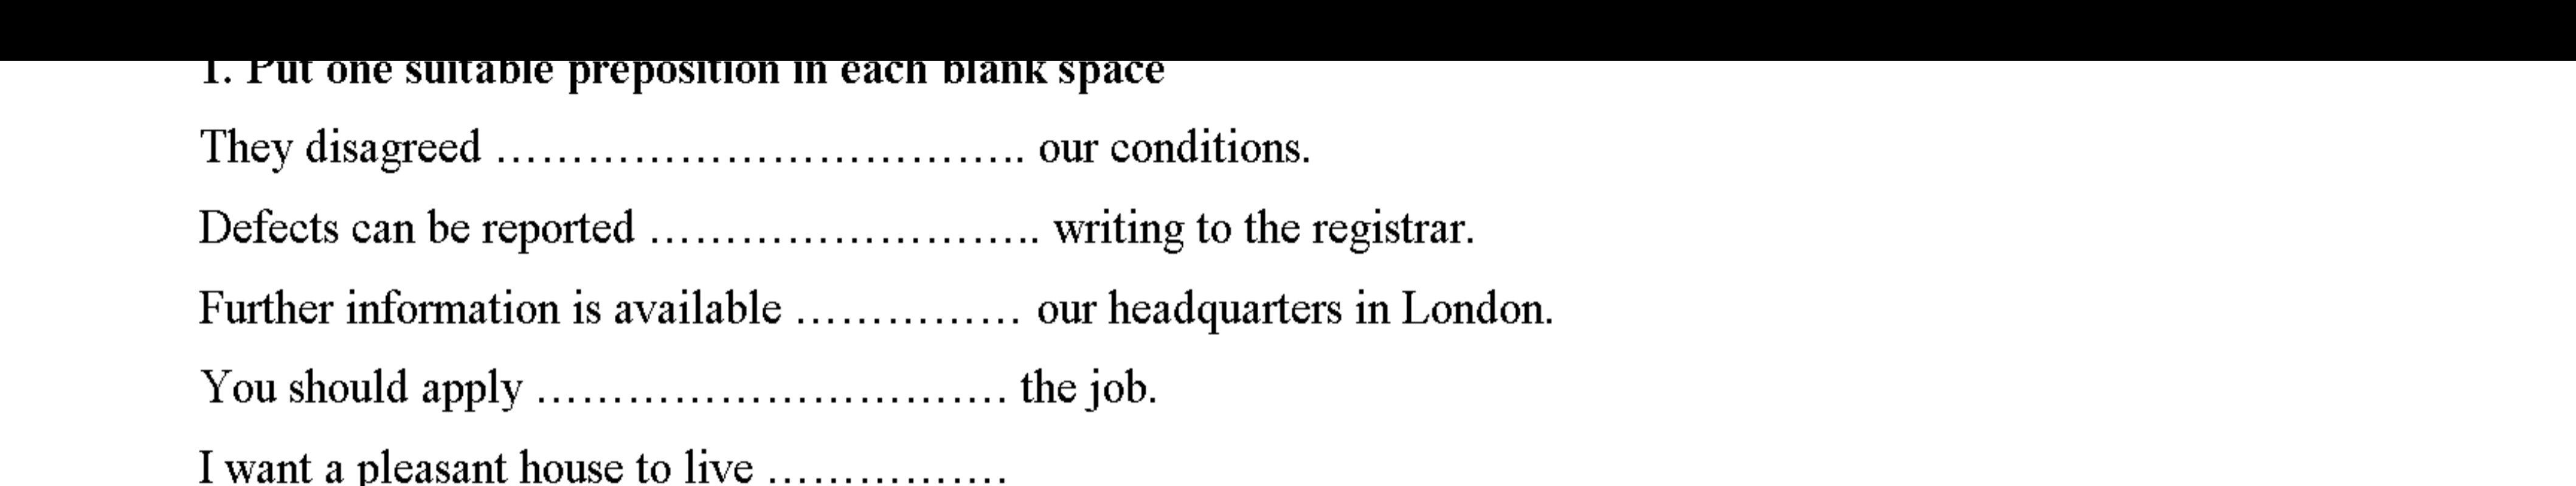 1. Put one suitable preposition in each blank space
They disagreed ………………………………. our conditions.
Defects can be reported …………………….. writing to the registrar.
Further information is available …………… our headquarters in London.
You should apply …………………………. the job.
I want a pleasant house to live …………….